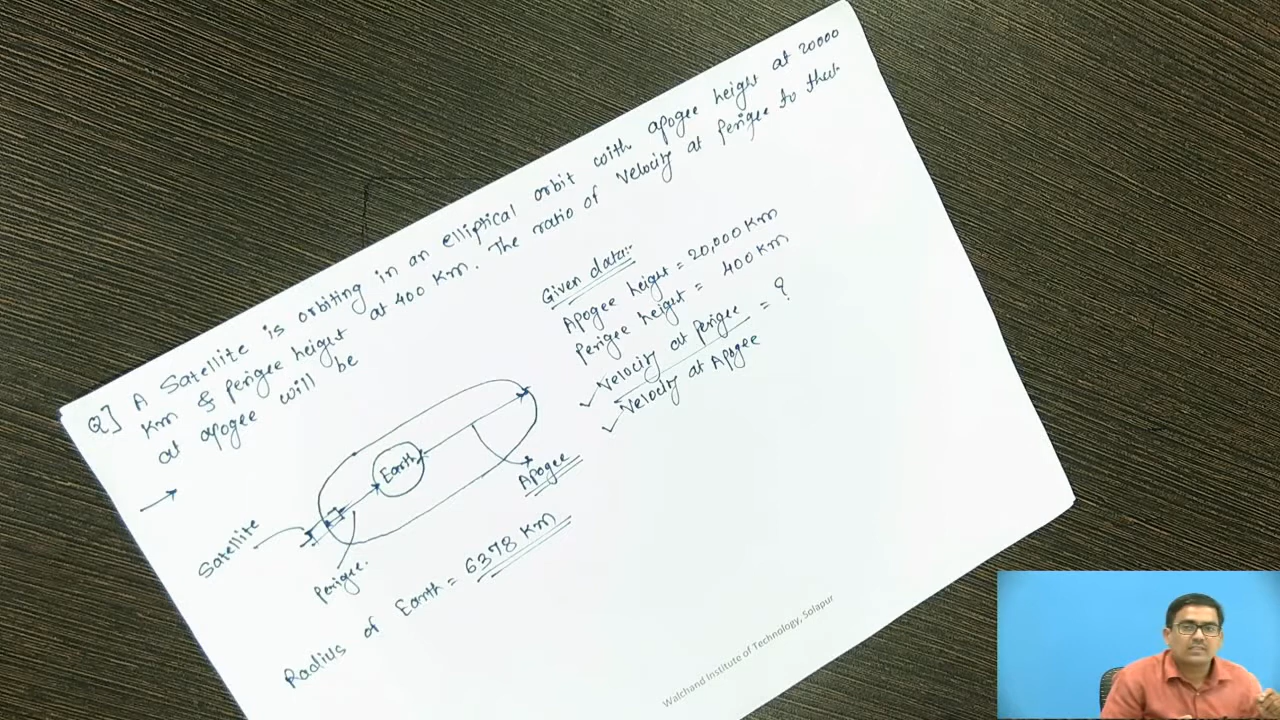 Q] A Satellite is orbiting in an elliptical orbit with apogee height at 20000
Km & perigee height at 400 Km. The ratio of velocity at perigee to that
at apogee will be
Given data:-
Apogee height = 20,000 Km
Perigee height = 400 Km
Velocity at perigee = ?
Velocity at Apogee
Earth
Apogee
Satellite
Perigee.
Radius of Earth = 6378 Km
Walchand Institute of Technology, Solapur